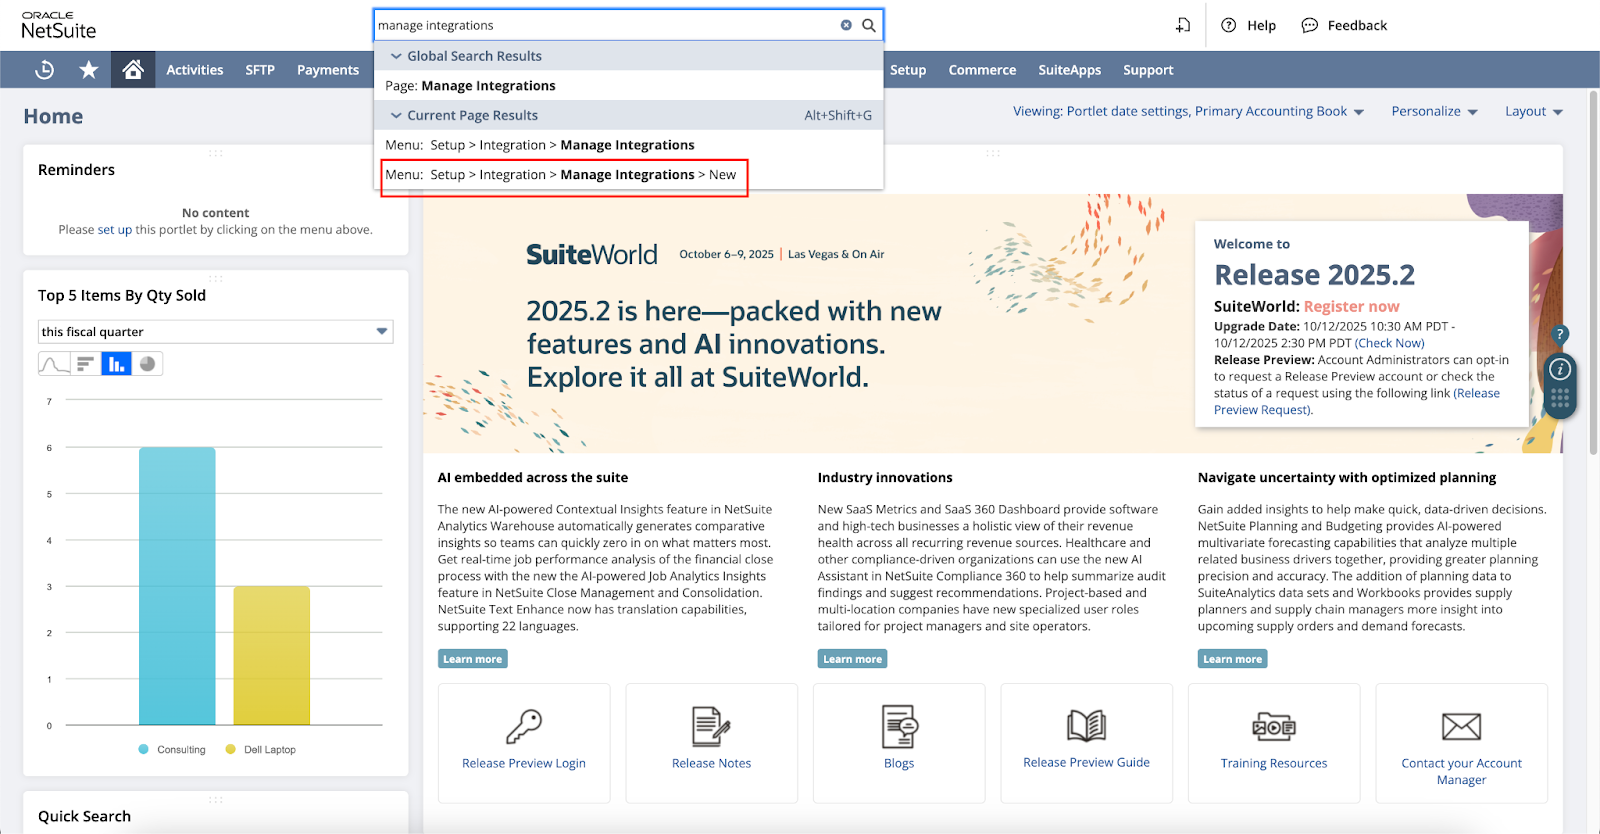 ORACLE
NetSuite
manage integrations
Help
Feedback
Activities
SFTP
Payments
Setup
Commerce
SuiteApps
Support
Global Search Results
Page: Manage Integrations
Current Page Results
Alt+Shift+G
Menu: Setup > Integration > Manage Integrations
Menu: Setup > Integration > Manage Integrations > New
Home
Viewing: Portlet date settings, Primary Accounting Book
Personalize
Layout
Reminders
No content
Please set up this portlet by clicking on the menu above.
Top 5 Items By Qty Sold
this fiscal quarter
7
6
5
4
3
2
1
0
Consulting
Dell Laptop
Quick Search
SuiteWorld
October 6–9, 2025 | Las Vegas & On Air
2025.2 is here—packed with new
features and AI innovations.
Explore it all at SuiteWorld.
Welcome to
Release 2025.2
SuiteWorld: Register now
Upgrade Date: 10/12/2025 10:30 AM PDT -
10/12/2025 2:30 PM PDT (Check Now)
Release Preview: Account Administrators can opt-in
to request a Release Preview account or check the
status of a request using the following link (Release
Preview Request).
?
i
AI embedded across the suite
The new AI-powered Contextual Insights feature in NetSuite
Analytics Warehouse automatically generates comparative
insights so teams can quickly zero in on what matters most.
Get real-time job performance analysis of the financial close
process with the new the AI-powered Job Analytics Insights
feature in NetSuite Close Management and Consolidation.
NetSuite Text Enhance now has translation capabilities,
supporting 22 languages.
Learn more
Industry innovations
New SaaS Metrics and SaaS 360 Dashboard provide software
and high-tech businesses a holistic view of their revenue
health across all recurring revenue sources. Healthcare and
other compliance-driven organizations can use the new AI
Assistant in NetSuite Compliance 360 to help summarize audit
findings and suggest recommendations. Project-based and
multi-location companies have new specialized user roles
tailored for project managers and site operators.
Learn more
Navigate uncertainty with optimized planning
Gain added insights to help make quick, data-driven decisions.
NetSuite Planning and Budgeting provides AI-powered
multivariate forecasting capabilities that analyze multiple
related business drivers together, providing greater planning
precision and accuracy. The addition of planning data to
SuiteAnalytics data sets and Workbooks provides supply
planners and supply chain managers more insight into
upcoming supply orders and demand forecasts.
Learn more
Release Preview Login
Release Notes
Blogs
Release Preview Guide
Training Resources
Contact your Account
Manager